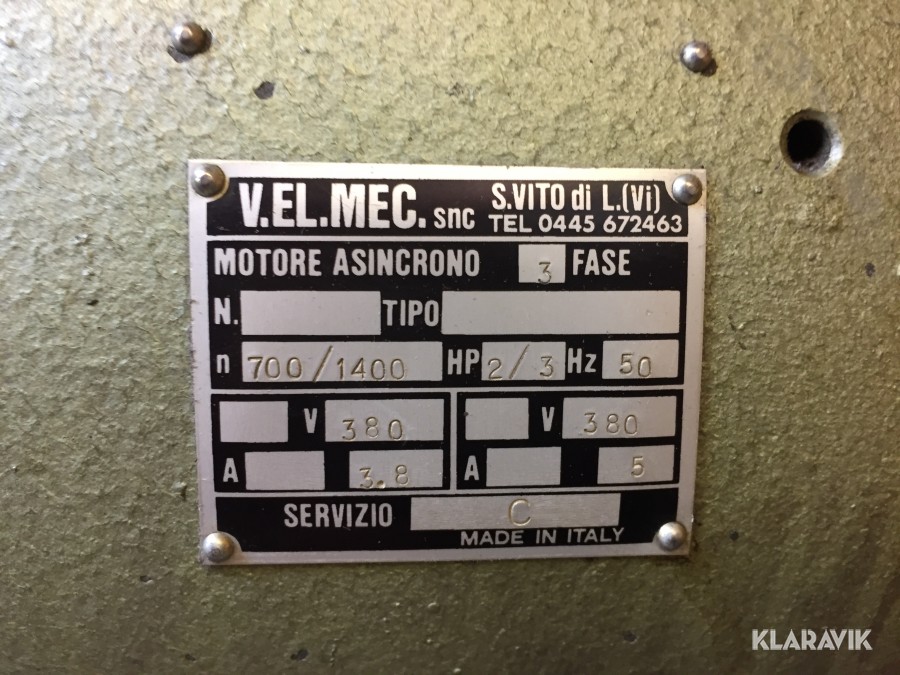 V.EL.MEC. snc S.VITO di L.(Vi)
TEL 0445 672463
MOTORE ASINCRONO 3 FASE
N. TIPO
n 700/1400 HP 2/3 Hz 50
V 380 V 380
A 3.8 A 5
SERVIZIO C
MADE IN ITALY
KLARAVIK